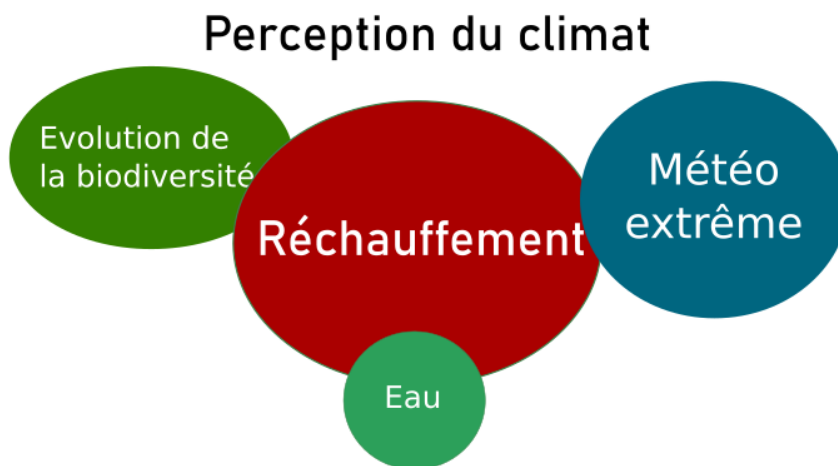 Perception du climat
Evolution de
la biodiversité
Réchauffement
Météo
extrême
Eau